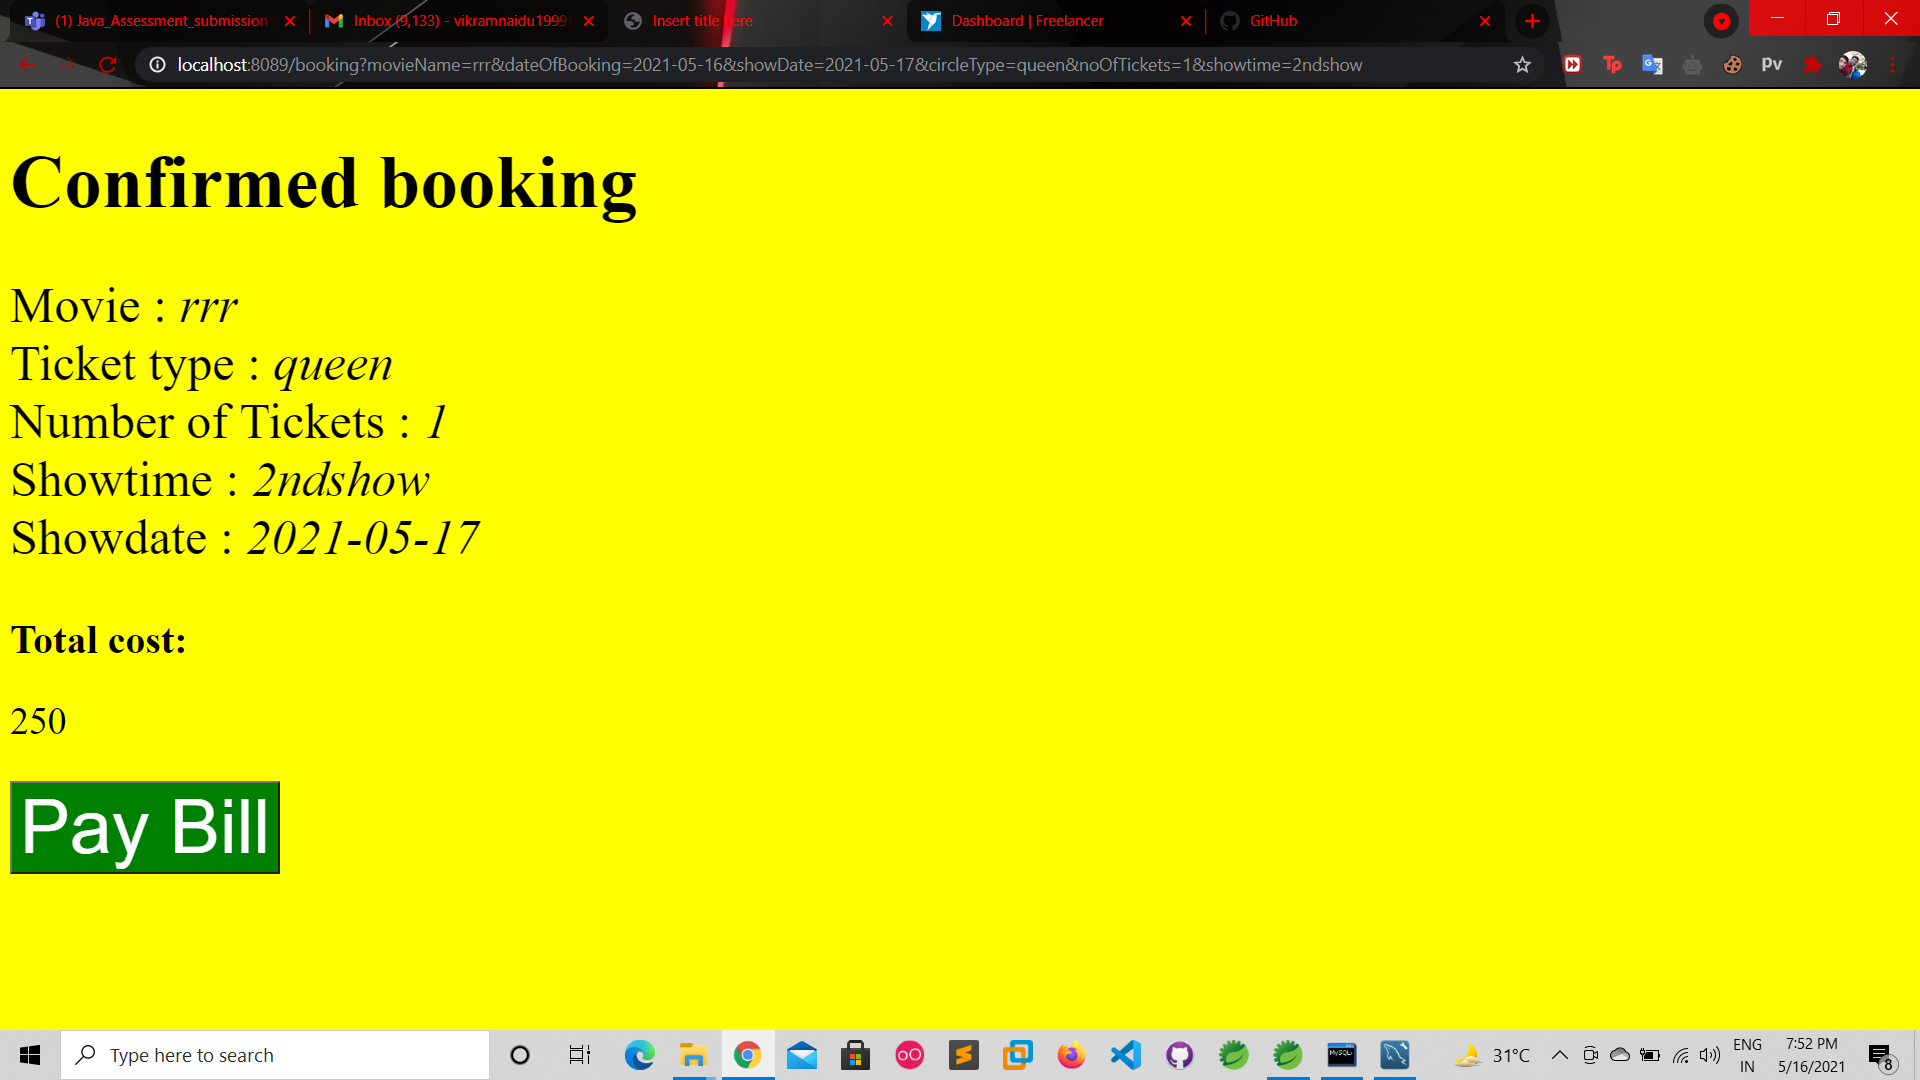 (1) Java_Assessment_submission
Inbox (9,133) - vikramnaidu1999
Insert title here
Dashboard | Freelancer
GitHub
localhost:8089/booking?movieName=rrr&dateOfBooking=2021-05-16&showDate=2021-05-17&circleType=queen&noOfTickets=1&showtime=2ndshow
Tp
PV
Confirmed booking
Movie : rrr
Ticket type : queen
Number of Tickets : 1
Showtime : 2ndshow
Showdate : 2021-05-17
Total cost:
250
Pay Bill
Type here to search
MySQL
31°C
ENG
IN
7:52 PM
5/16/2021
8